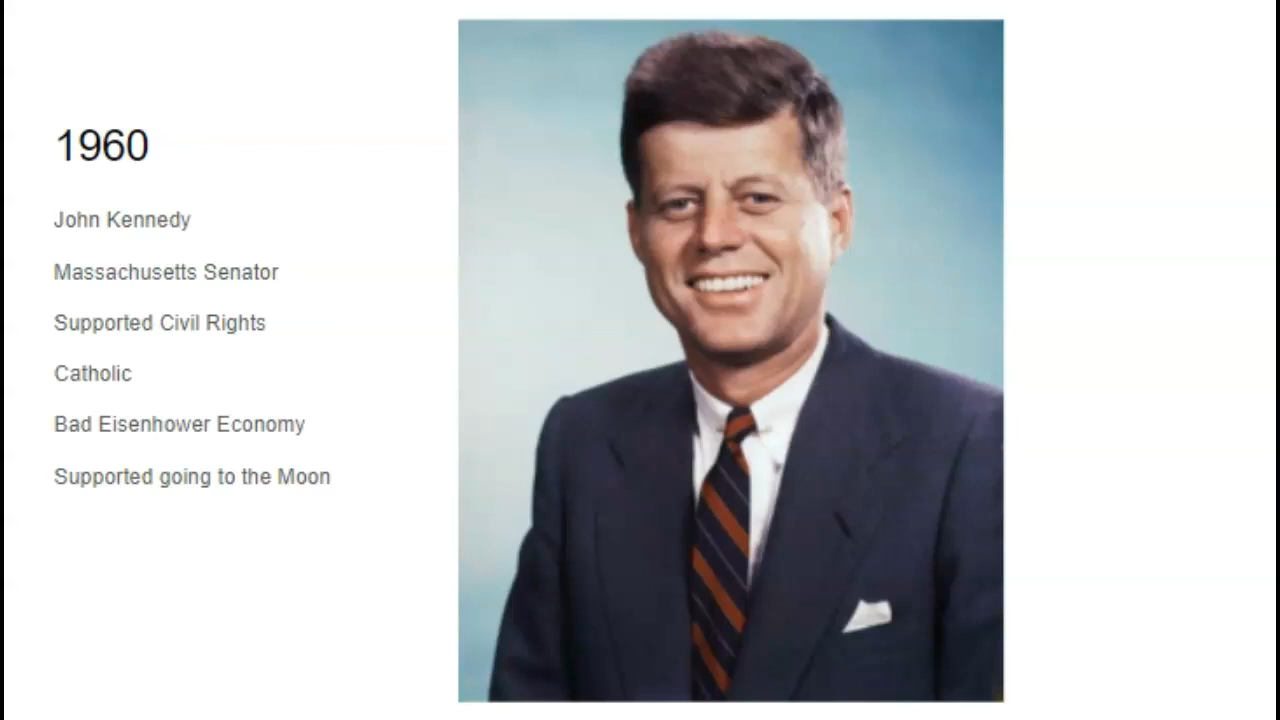 1960
John Kennedy
Massachusetts Senator
Supported Civil Rights
Catholic
Bad Eisenhower Economy
Supported going to the Moon